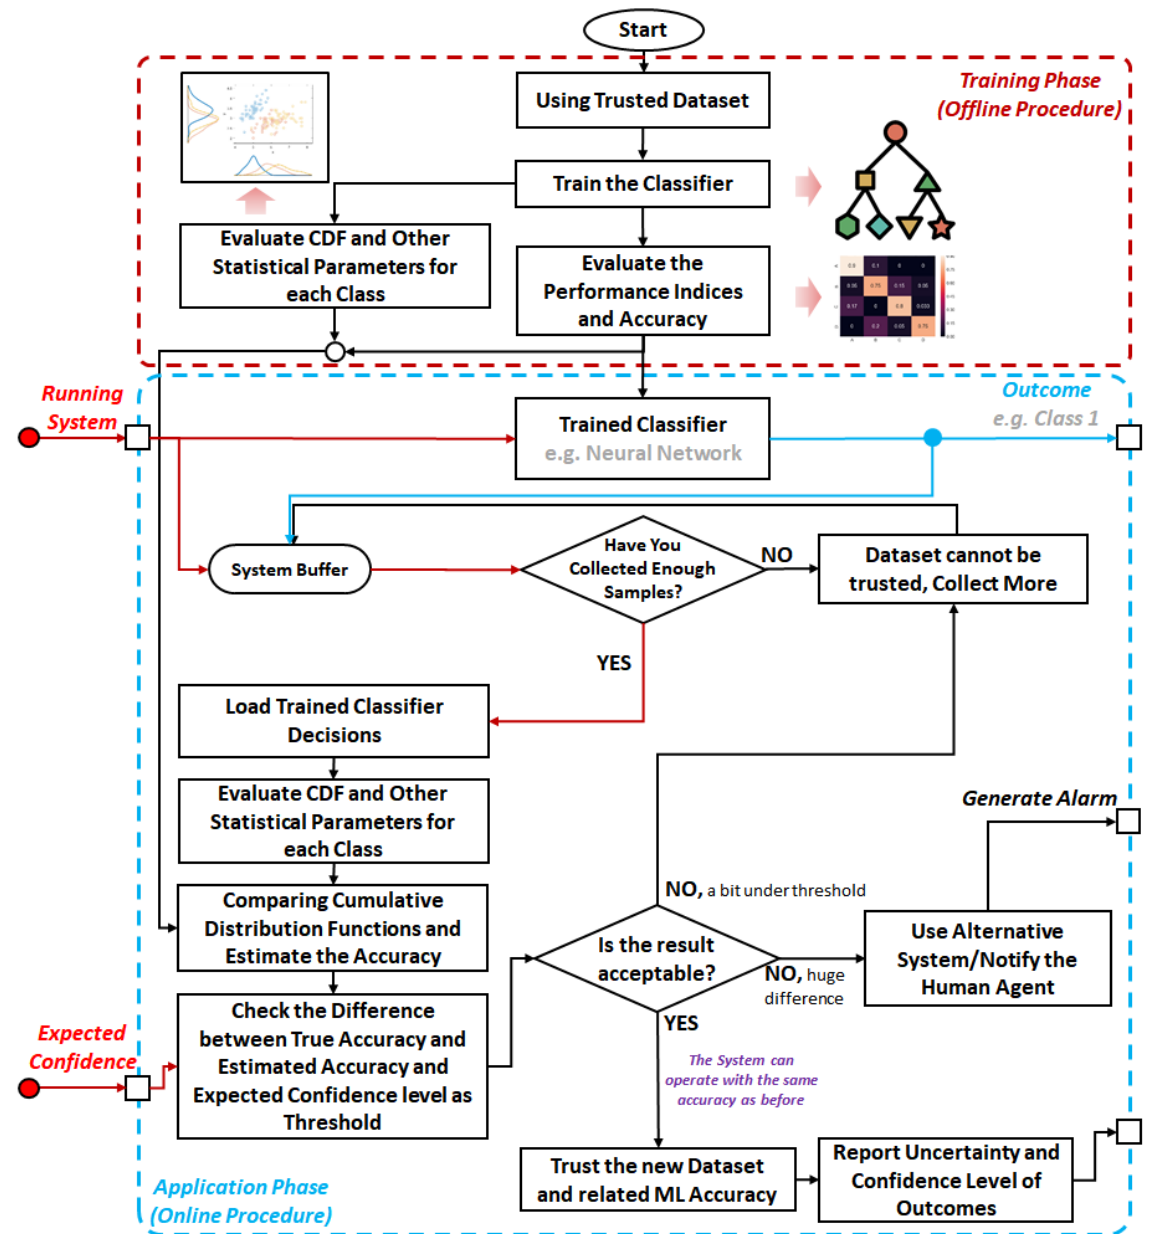 Start
Training Phase
(Offline Procedure)
Using Trusted Dataset
Train the Classifier
Evaluate CDF and Other
Statistical Parameters for
each Class
Evaluate the
Performance Indices
and Accuracy
Running
System
Outcome
e.g. Class 1
Trained Classifier
e.g. Neural Network
System Buffer
Have You
Collected Enough
Samples?
NO
Dataset cannot be
trusted, Collect More
YES
Load Trained Classifier
Decisions
Evaluate CDF and Other
Statistical Parameters for
each Class
Generate Alarm
Comparing Cumulative
Distribution Functions and
Estimate the Accuracy
NO, a bit under threshold
Is the result
acceptable?
NO, huge
difference
Use Alternative
System/Notify the
Human Agent
Expected
Confidence
Check the Difference
between True Accuracy and
Estimated Accuracy and
Expected Confidence level as
Threshold
YES
The System can
operate with the same
accuracy as before
Trust the new Dataset
and related ML Accuracy
Report Uncertainty and
Confidence Level of
Outcomes
Application Phase
(Online Procedure)